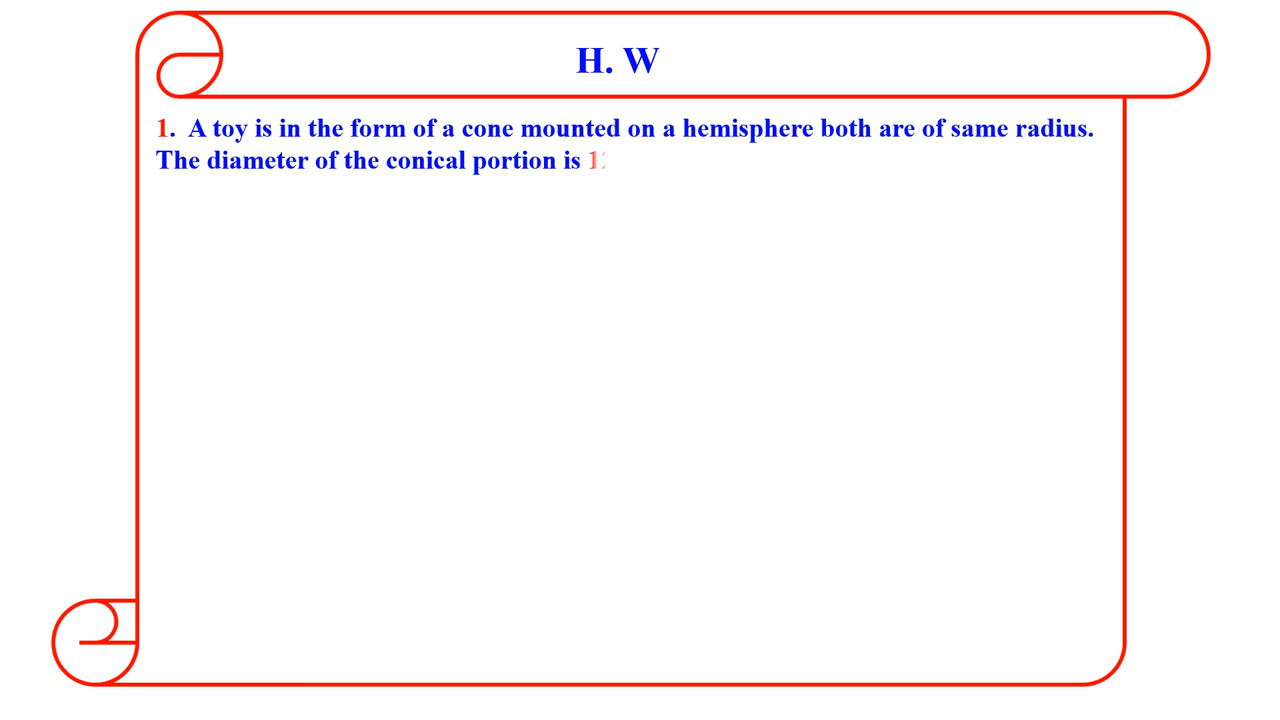 H. W
1. A toy is in the form of a cone mounted on a hemisphere both are of same radius.
The diameter of the conical portion is